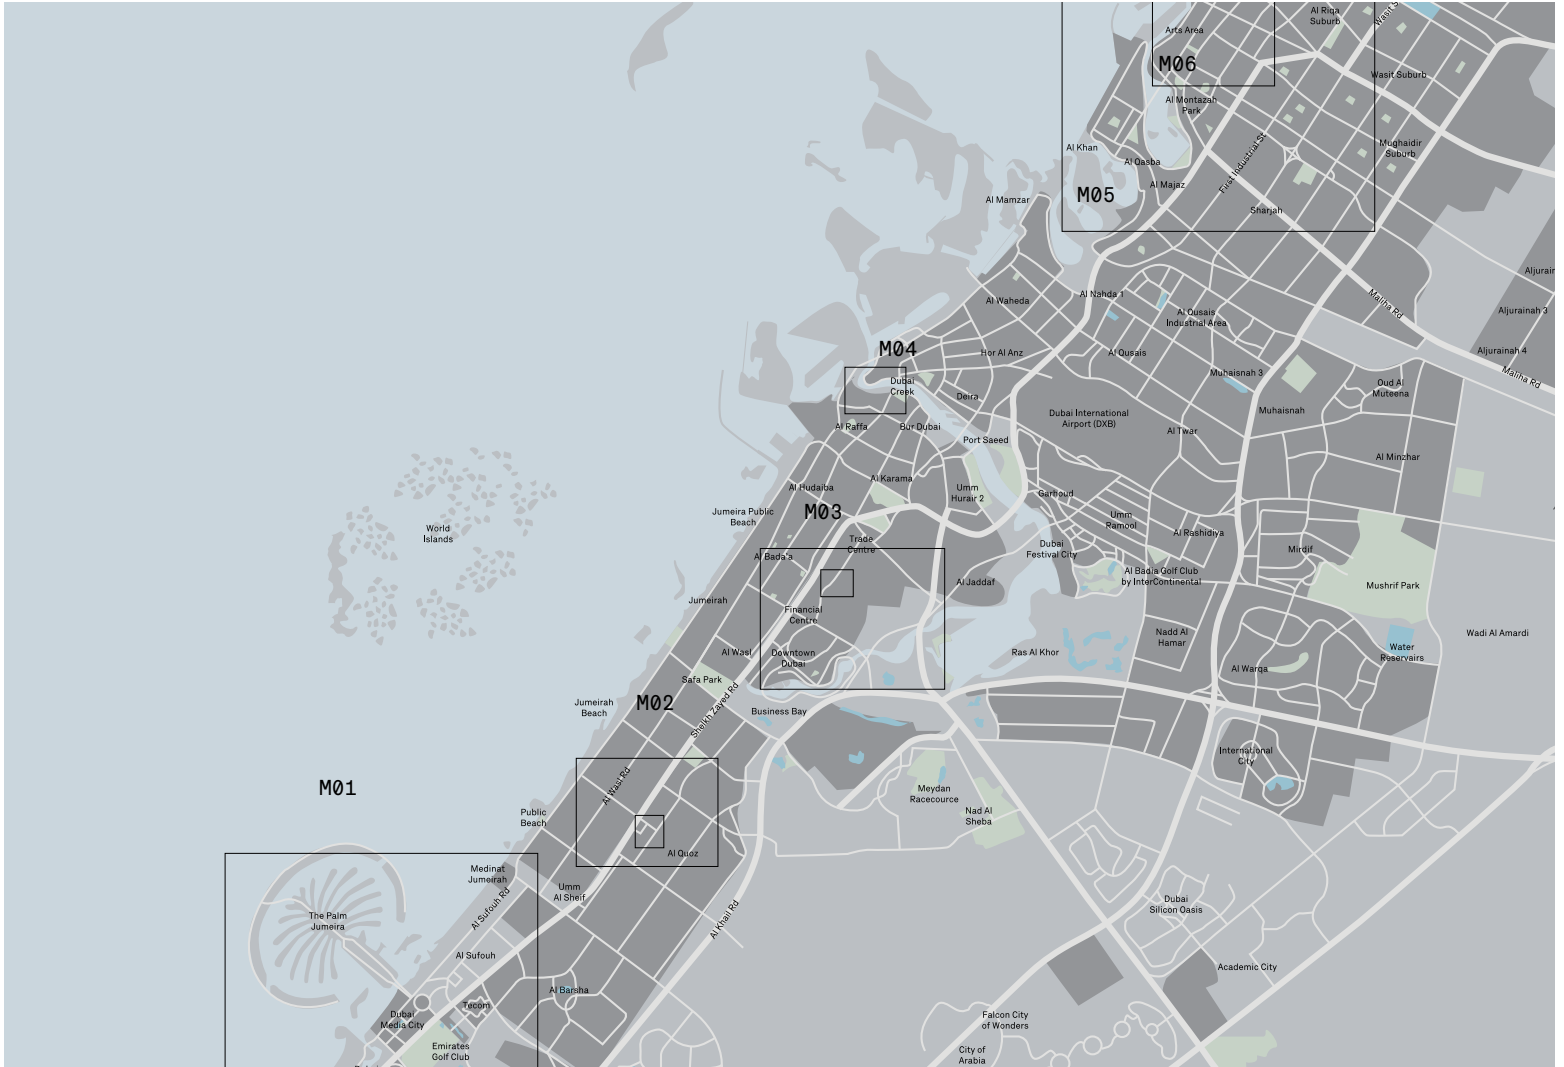 Al Riqa
Suburb
Arts Area
M06
Wasit Suburb
Al Montazah
Park
Al Khan
First Industrial St
Mughaidir
Suburb
Al Qasba
Al Majaz
M05
Al Mamzar
Sharjah
Al Waheda
Al Nahda 1
Al Qusais
Industrial Area
Maliha Rd
Aljurainah 3
M04
Hor Al Anz
Al Qusais
Aljurainah 4
Muhaisnah 3
Maliha Rd
Dubai
Creek
Deira
Oud Al
Muteena
Muhaisnah
Dubai International
Airport (DXB)
Al Raffa
Bur Dubai
Al Twar
Port Saeed
Al Minzhar
Al Karama
Al Hudaiba
Umm
Hurair 2
Garhoud
M03
Jumeira Public
Beach
Umm
Ramool
World
Islands
Al Rashidiya
Trade
Centre
Dubai
Festival City
Mirdif
Al Bada'a
Al Badia Golf Club
by InterContinental
Al Jaddaf
Mushrif Park
Jumeirah
Financial
Centre
Nadd Al
Hamar
Wadi Al Amardi
Al Wasl
Downtown
Dubai
Ras Al Khor
Water
Reservairs
Al Warqa
Safa Park
M02
Sheikh Zayed Rd
Jumeirah
Beach
Business Bay
International
City
M01
Al Wasl Rd
Meydan
Racecource
Nad Al
Sheba
Public
Beach
Al Quoz
Medinat
Jumeirah
Umm
Al Sheif
Al Sufouh Rd
Al Khail Rd
Dubai
Silicon Oasis
The Palm
Jumeira
Al Sufouh
Academic City
Al Barsha
Tecom
Dubai
Media City
Falcon City
of Wonders
Emirates
Golf Club
City of
Arabia